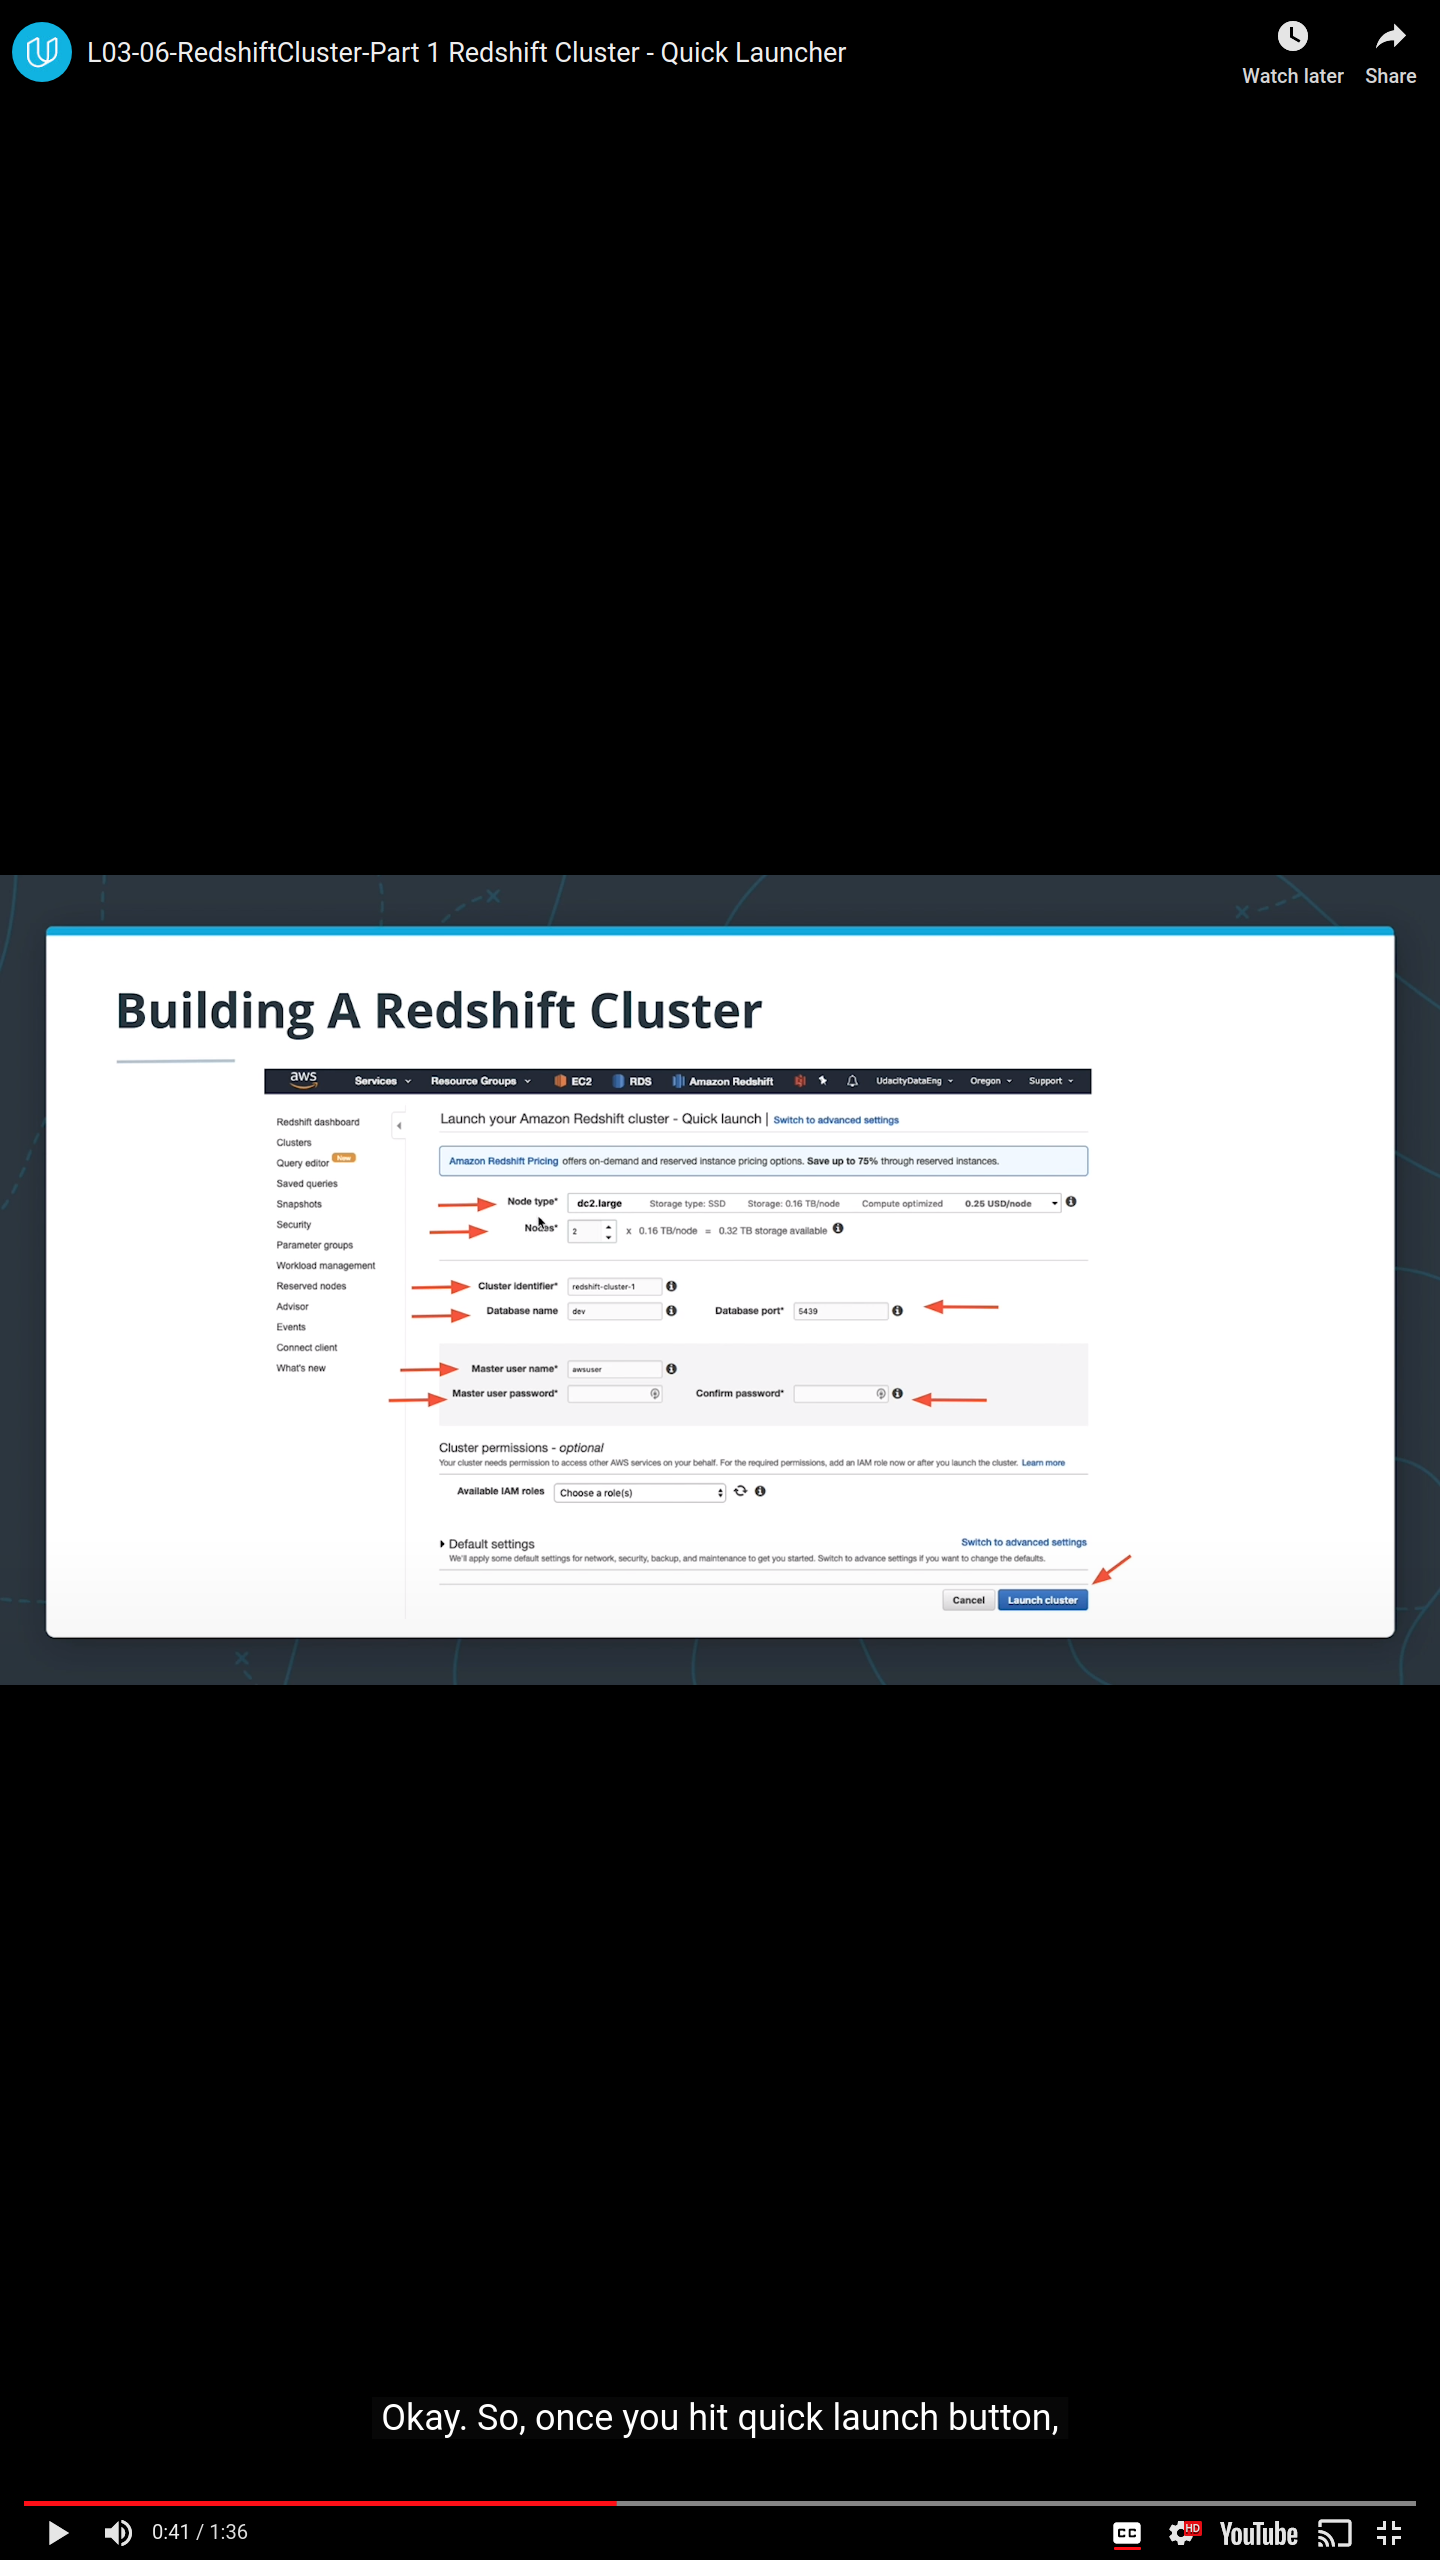 L03-06-RedshiftCluster-Part 1 Redshift Cluster - Quick Launcher
Watch later
Share
Building A Redshift Cluster
aws Services Resource Groups EC2 RDS Amazon Redshift UdacityDataEng Oregon Support
Redshift dashboard
Clusters
Query editor New
Saved queries
Snapshots
Security
Parameter groups
Workload management
Reserved nodes
Advisor
Events
Connect client
What's new
Launch your Amazon Redshift cluster - Quick launch | Switch to advanced settings
Amazon Redshift Pricing offers on-demand and reserved instance pricing options. Save up to 75% through reserved instances.
Node type* dc2.large Storage type: SSD Storage: 0.16 TB/node Compute optimized 0.25 USD/node
Nodes* 2 x 0.16 TB/node = 0.32 TB storage available
Cluster identifier* redshift-cluster-1
Database name dev Database port* 5439
Master user name* awsuser
Master user password* Confirm password*
Cluster permissions - optional
Your cluster needs permission to access other AWS services on your behalf. For the required permissions, add an IAM role now or after you launch the cluster. Learn more
Available IAM roles Choose a role(s)
Default settings Switch to advanced settings
We'll apply some default settings for network, security, backup, and maintenance to get you started. Switch to advance settings if you want to change the defaults.
Cancel Launch cluster
Okay. So, once you hit quick launch button,
0:41 / 1:36 CC HD YouTube